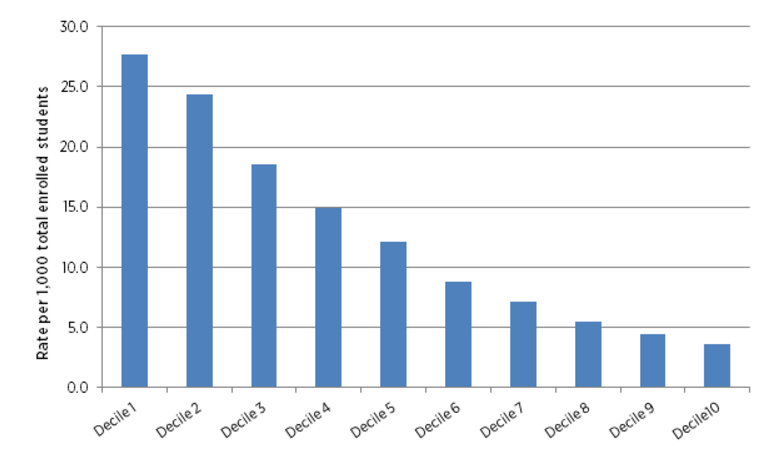 Rate per 1,000 total enrolled students
30.0
25.0
20.0
15.0
10.0
5.0
0.0
Decile 1
Decile 2
Decile 3
Decile 4
Decile 5
Decile 6
Decile 7
Decile 8
Decile 9
Decile10